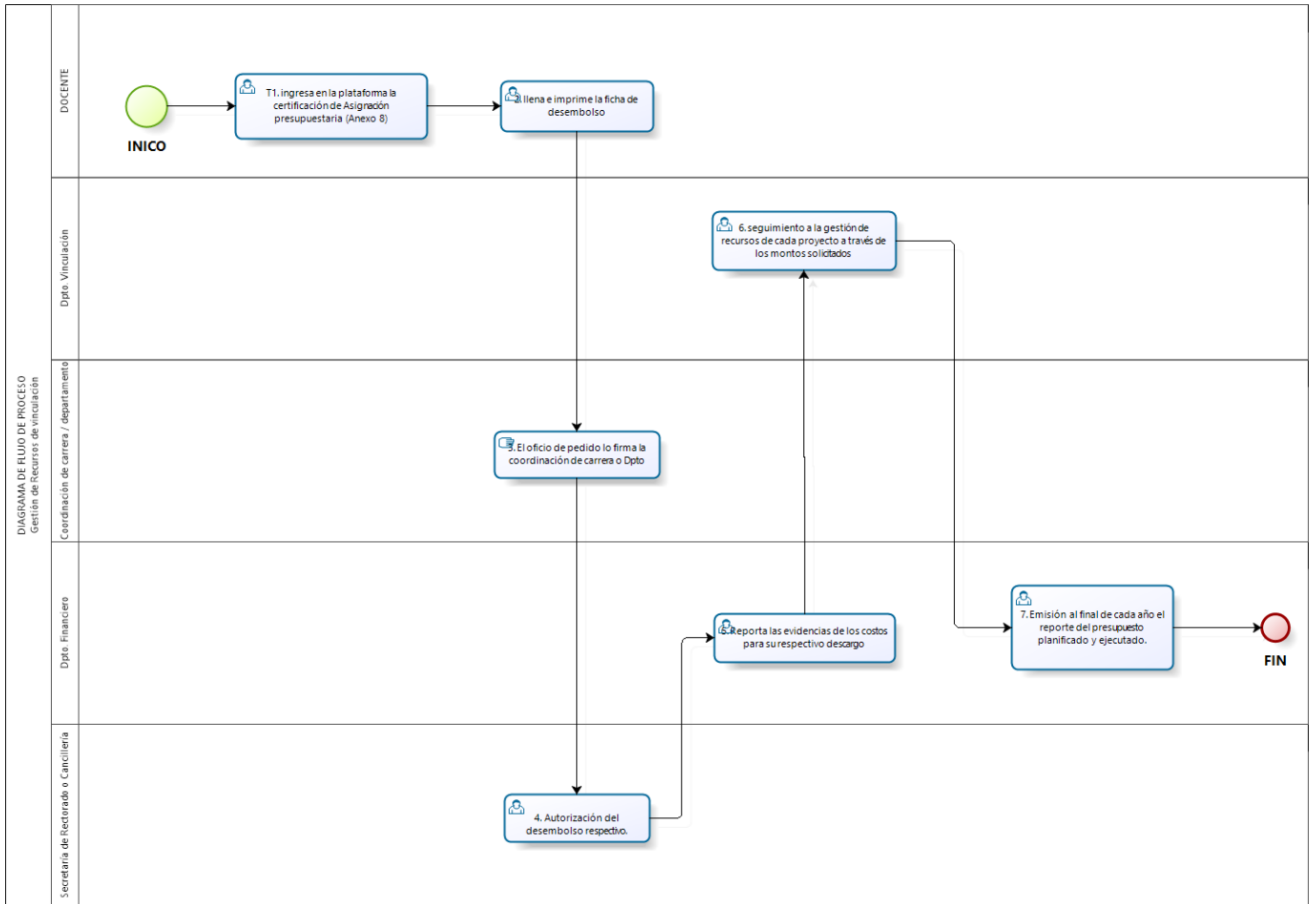 DIAGRAMA DE FLUJO DE PROCESO
Gestión de Recursos de vinculación
DOCENTE
INICO
T1. ingresa en la plataforma la
certificación de Asignación
presupuestaria (Anexo 8)
llena e imprime la ficha de
desembolso
Dpto. Vinculación
6. seguimiento a la gestión de
recursos de cada proyecto a través de
los montos solicitados
Coordinación de carrera / departamento
El oficio de pedido lo firma la
coordinación de carrera o Dpto
Dpto. Financiero
Reporta las evidencias de los costos
para su respectivo descargo
7. Emisión al final de cada año el
reporte del presupuesto
planificado y ejecutado.
FIN
Secretaría de Rectorado o Cancillería
4. Autorización del
desembolso respectivo.